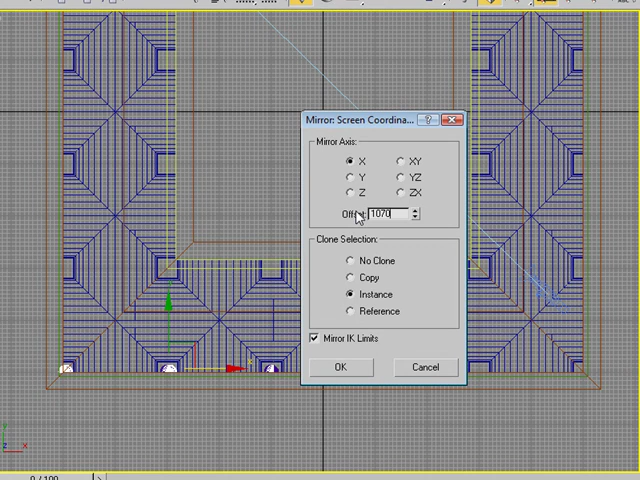 Mirror: Screen Coordina...
Mirror Axis:
X
XY
Y
YZ
Z
ZX
Offset:
1070
Clone Selection:
No Clone
Copy
Instance
Reference
Mirror IK Limits
OK
Cancel
x
0 / 100